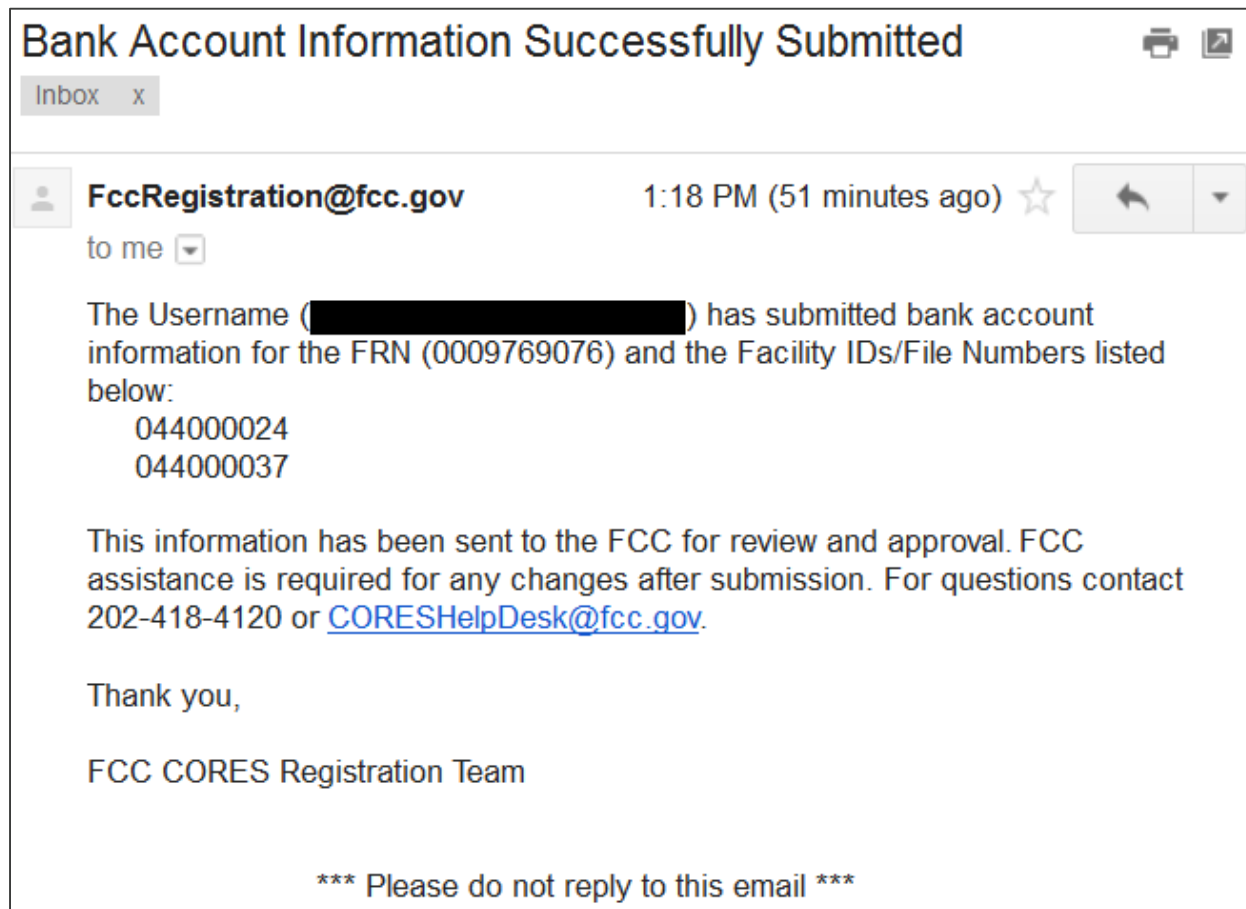 Bank Account Information Successfully Submitted
Inbox x
FccRegistration@fcc.gov 1:18 PM (51 minutes ago)
to me
The Username ( ) has submitted bank account
information for the FRN (0009769076) and the Facility IDs/File Numbers listed
below:
044000024
044000037
This information has been sent to the FCC for review and approval. FCC
assistance is required for any changes after submission. For questions contact
202-418-4120 or CORESHelpDesk@fcc.gov.
Thank you,
FCC CORES Registration Team
*** Please do not reply to this email ***